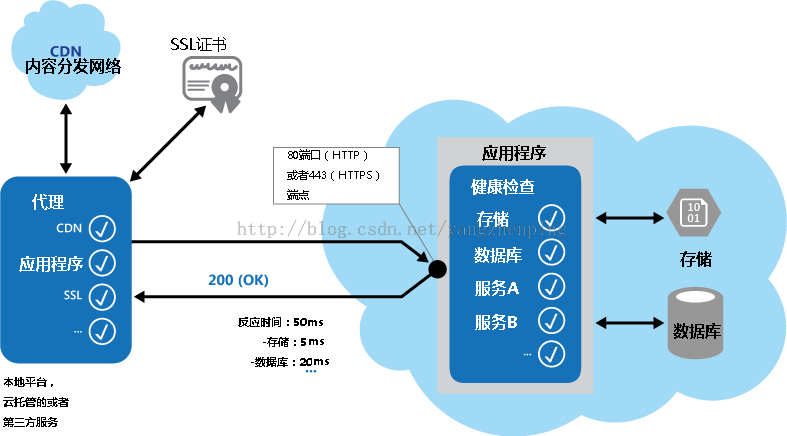 CDN
内容分发网络
SSL证书
代理
CDN
应用程序
SSL
...
本地平台，
云托管的或者
第三方服务
80端口（HTTP）
或者443（HTTPS）
端点
200 (OK)
反应时间：50ms
-存储：5ms
-数据库：20ms
...
应用程序
健康检查
存储
数据库
服务A
服务B
...
10
01
存储
数据库